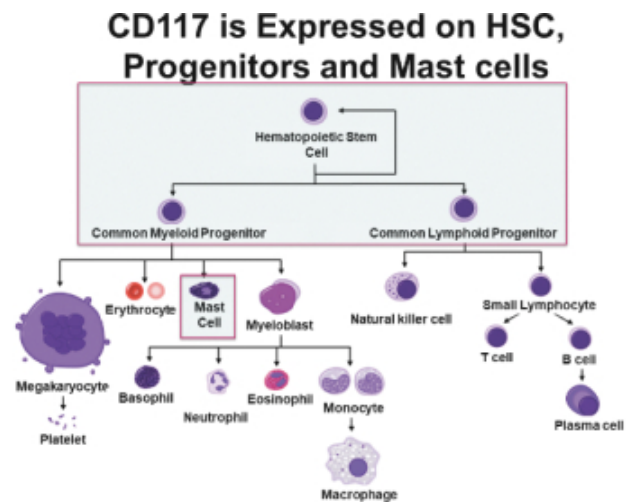 CD117 is Expressed on HSC,
Progenitors and Mast cells
Hematopoietic Stem
Cell
Common Myeloid Progenitor
Common Lymphoid Progenitor
Erythrocyte
Mast
Cell
Myeloblast
Natural killer cell
Small Lymphocyte
T cell
B cell
Megakaryocyte
Basophil
Neutrophil
Eosinophil
Monocyte
Plasma cell
Platelet
Macrophage